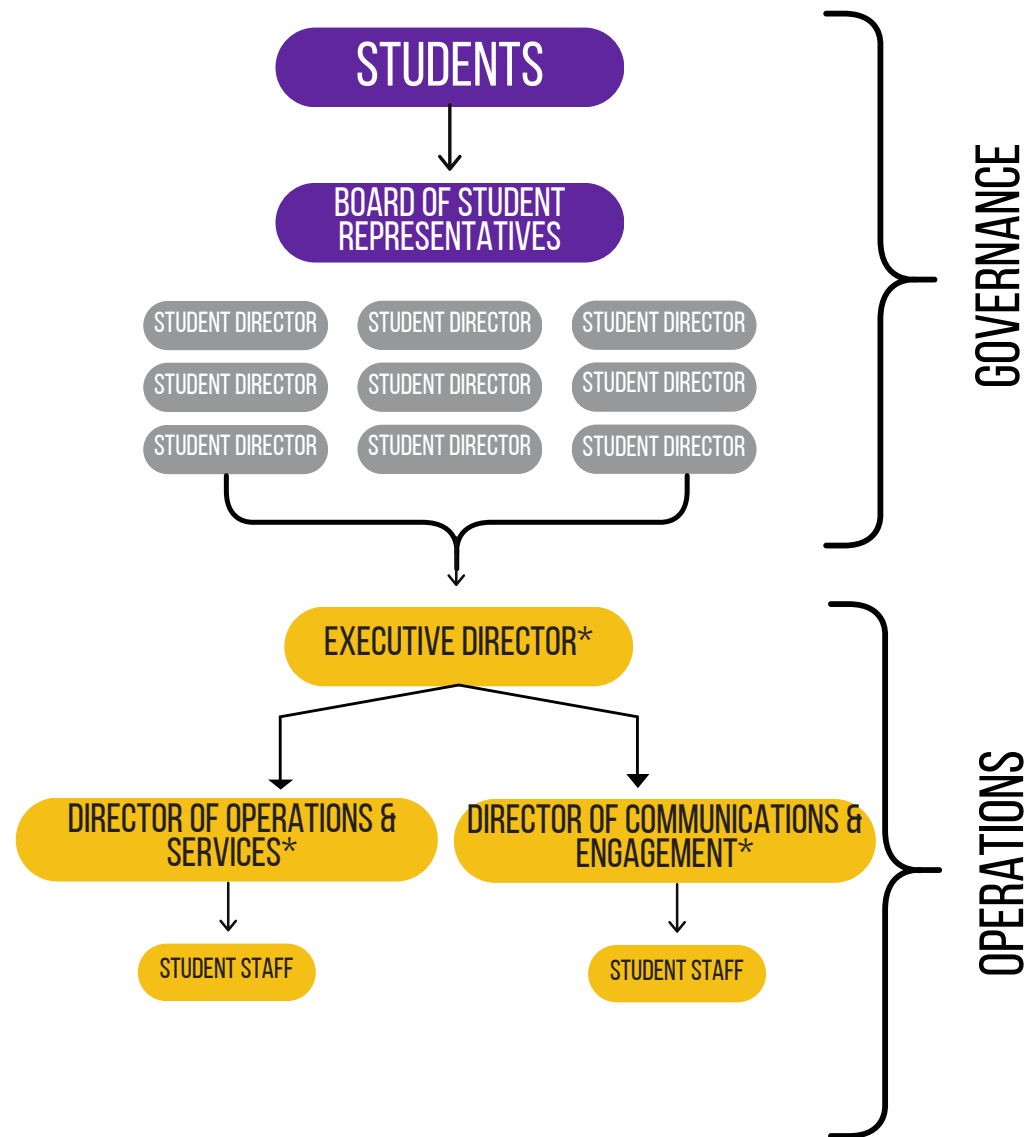 STUDENTS
BOARD OF STUDENT
REPRESENTATIVES
STUDENT DIRECTOR
STUDENT DIRECTOR
STUDENT DIRECTOR
STUDENT DIRECTOR
STUDENT DIRECTOR
STUDENT DIRECTOR
STUDENT DIRECTOR
STUDENT DIRECTOR
STUDENT DIRECTOR
GOVERNANCE
EXECUTIVE DIRECTOR*
DIRECTOR OF OPERATIONS &
SERVICES*
DIRECTOR OF COMMUNICATIONS &
ENGAGEMENT*
STUDENT STAFF
STUDENT STAFF
OPERATIONS